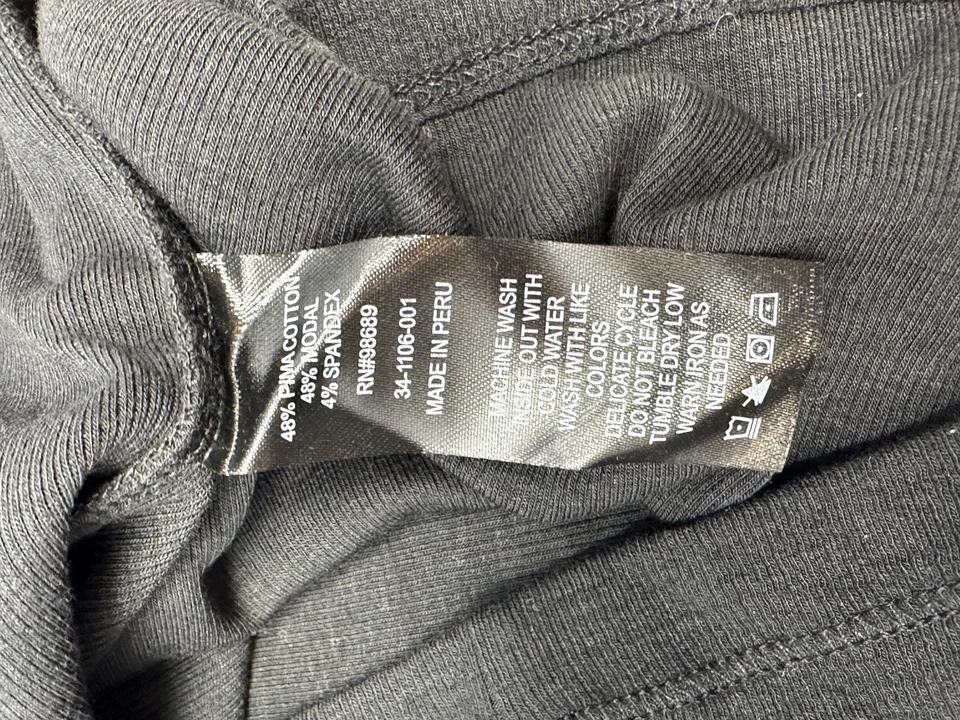 48% PIMA COTTON
48% MODAL
4% SPANDEX
RN#98689
34-1106-001
MADE IN PERU
MACHINE WASH
INSIDE OUT WITH
COLD WATER
WASH WITH LIKE
COLORS
DELICATE CYCLE
DO NOT BLEACH
TUMBLE DRY LOW
WARM IRON AS
NEEDED